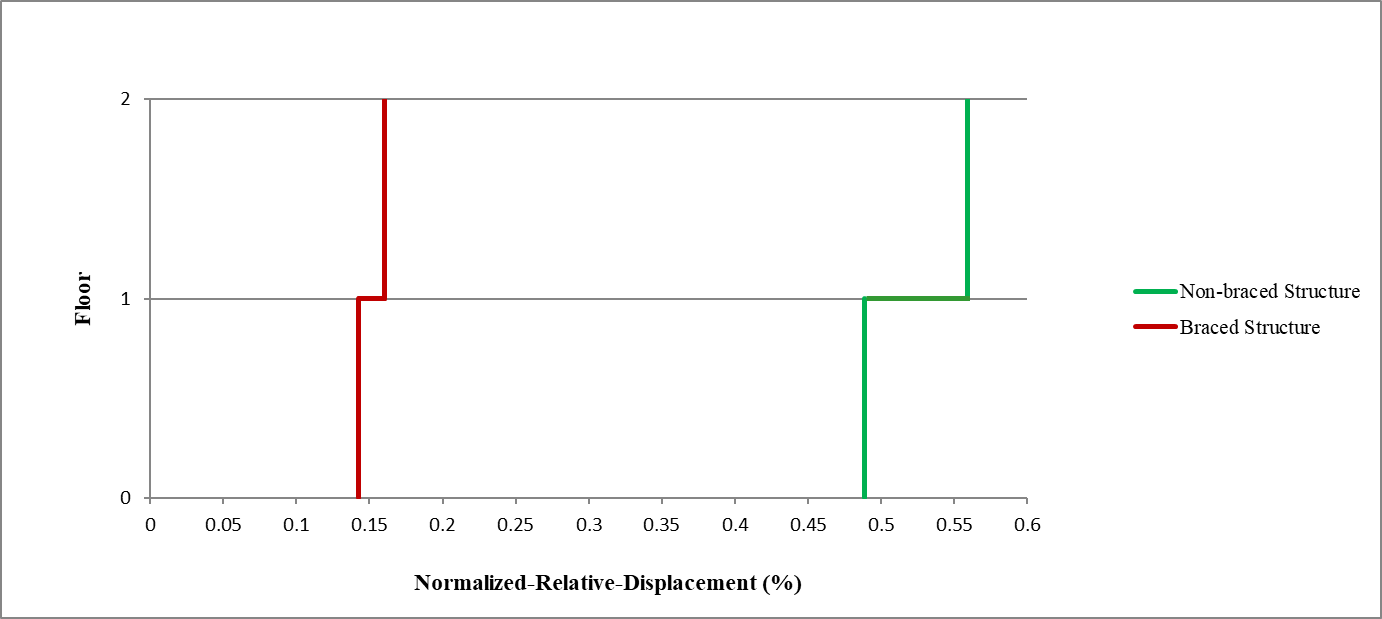 2
1
0
Floor
0 0.05 0.1 0.15 0.2 0.25 0.3 0.35 0.4 0.45 0.5 0.55 0.6
Normalized-Relative-Displacement (%)
Non-braced Structure
Braced Structure